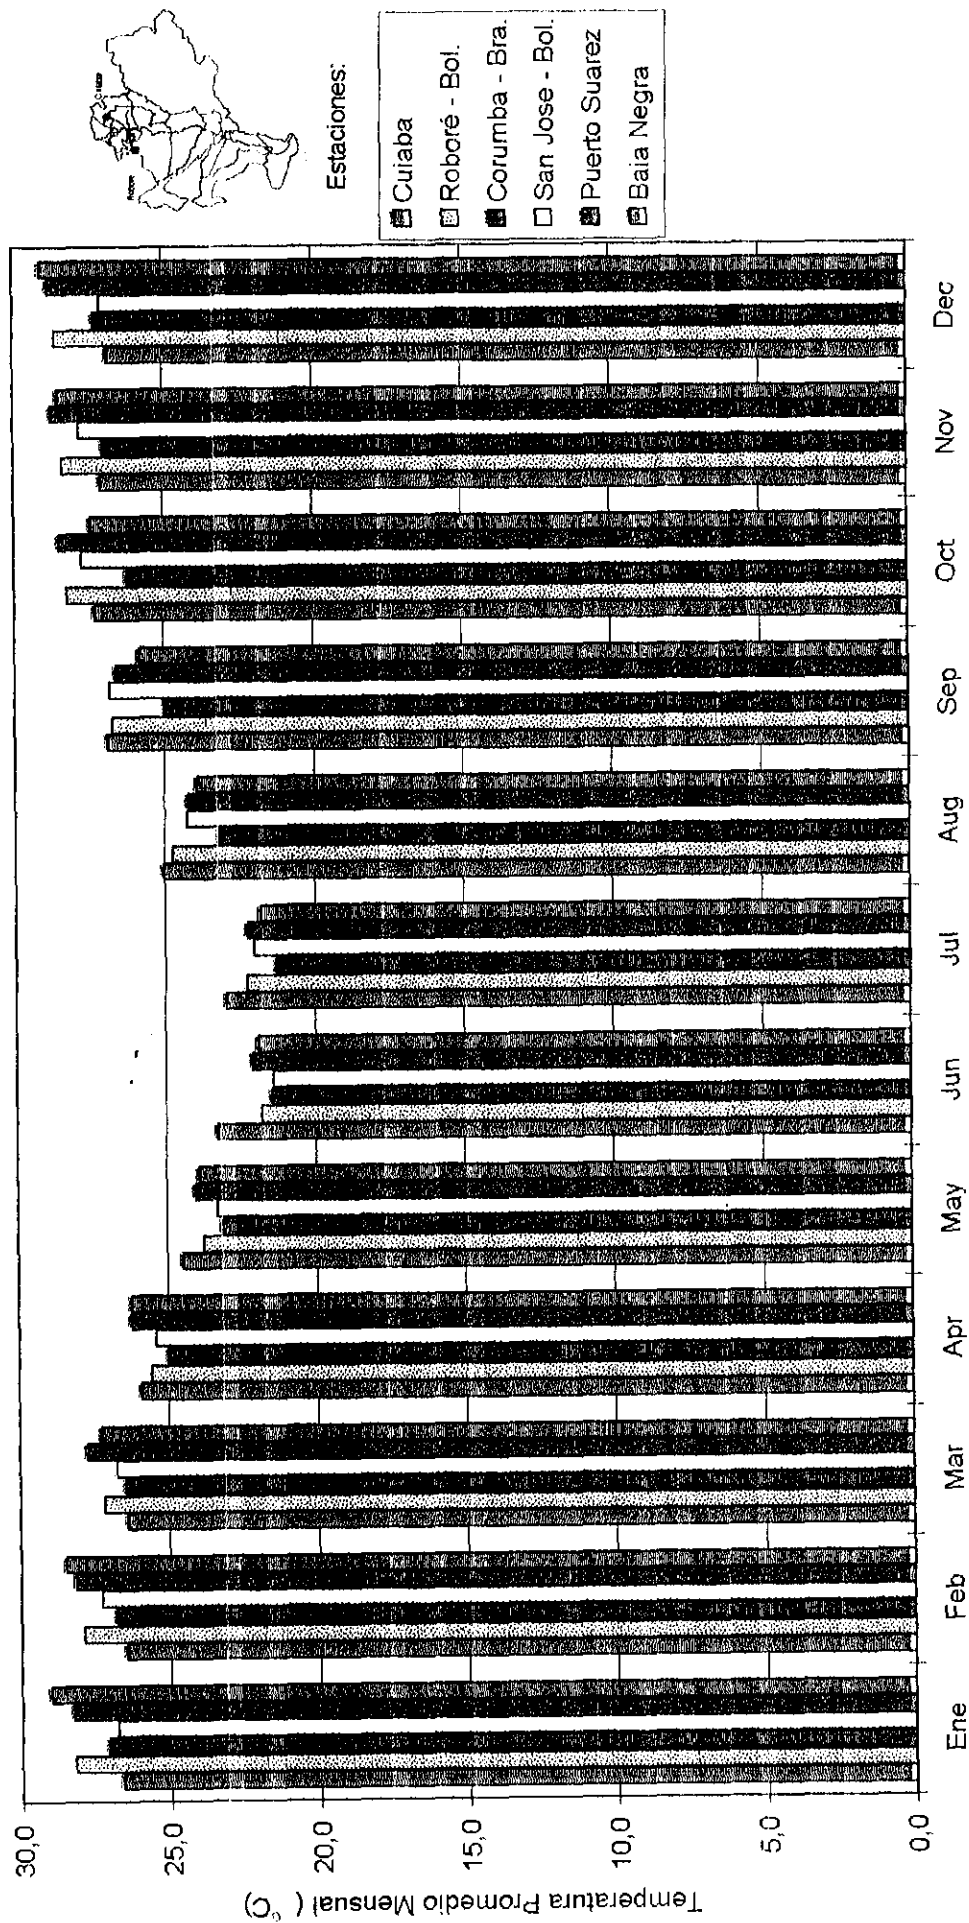 Temperatura Promedio Mensual ( °C)
30,0
25,0
20,0
15,0
10,0
5,0
0,0
Ene
Feb
Mar
Apr
May
Jun
Jul
Aug
Sep
Oct
Nov
Dec
Estaciones:
Cuiaba
Roboré - Bol.
Corumba - Bra.
San Jose - Bol.
Puerto Suarez
Baia Negra